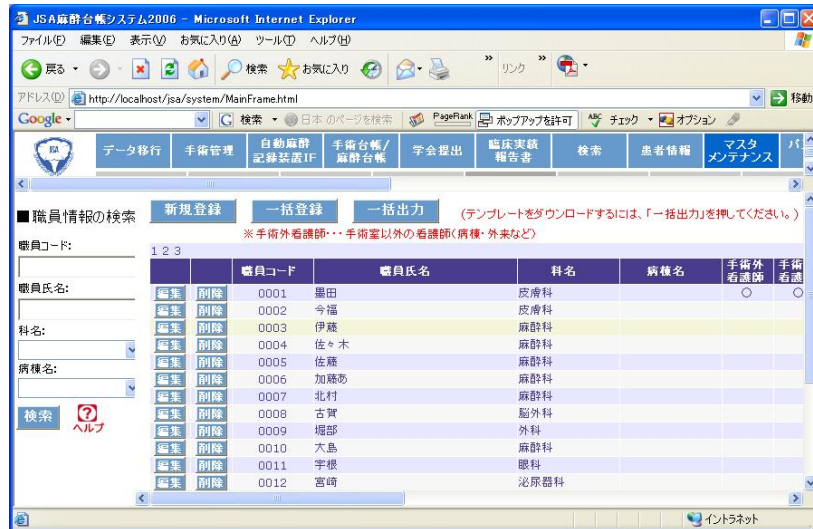 JSA麻酔台帳システム2006 - Microsoft Internet Explorer
ファイル(F) 編集(E) 表示(V) お気に入り(A) ツール(T) ヘルプ(H)
戻る 検索 お気に入り » リンク »
アドレス(D) http://localhost/jsa/system/MainFrame.html 移動
Google 検索 日本 のページを検索 PageRank ポップアップを許可 ABC チェック オプション
JSA データ移行 手術管理 自動麻酔記録装置IF 手術台帳/麻酔台帳 学会提出 臨床実績報告書 検索 患者情報 マスタメンテナンス
■職員情報の検索 新規登録 一括登録 一括出力 (テンプレートをダウンロードするには、「一括出力」を押してください。)
※手術外看護師・・・手術室以外の看護師(病棟・外来など)
職員コード:
職員氏名:
科名:
病棟名:
検索 ヘルプ
1 2 3
職員コード 職員氏名 科名 病棟名 手術外看護師 手術看護
編集 削除 0001 墨田 皮膚科 ○ ○
編集 削除 0002 今福 皮膚科
編集 削除 0003 伊藤 麻酔科
編集 削除 0004 佐々木 麻酔科
編集 削除 0005 佐藤 麻酔科
編集 削除 0006 加藤あ 麻酔科
編集 削除 0007 北村 麻酔科
編集 削除 0008 古賀 脳外科
編集 削除 0009 堀部 外科
編集 削除 0010 大島 麻酔科
編集 削除 0011 宇根 眼科
編集 削除 0012 宮崎 泌尿器科
イントラネット